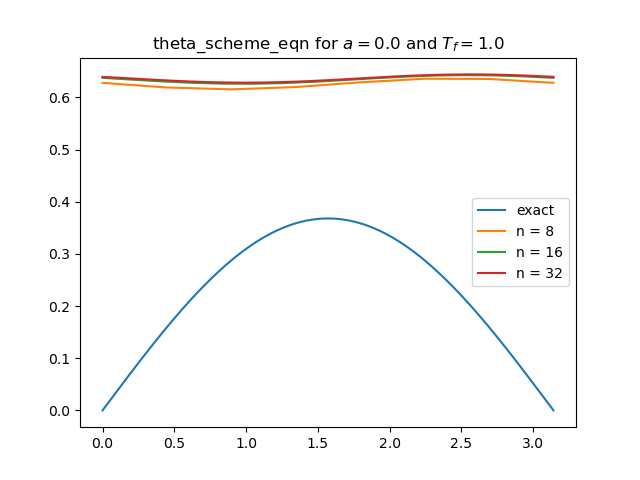 theta_scheme_eqn for $a = 0.0$ and $T_f = 1.0$
0.6
0.5
0.4
0.3
0.2
0.1
0.0
exact
n = 8
n = 16
n = 32
0.0 0.5 1.0 1.5 2.0 2.5 3.0